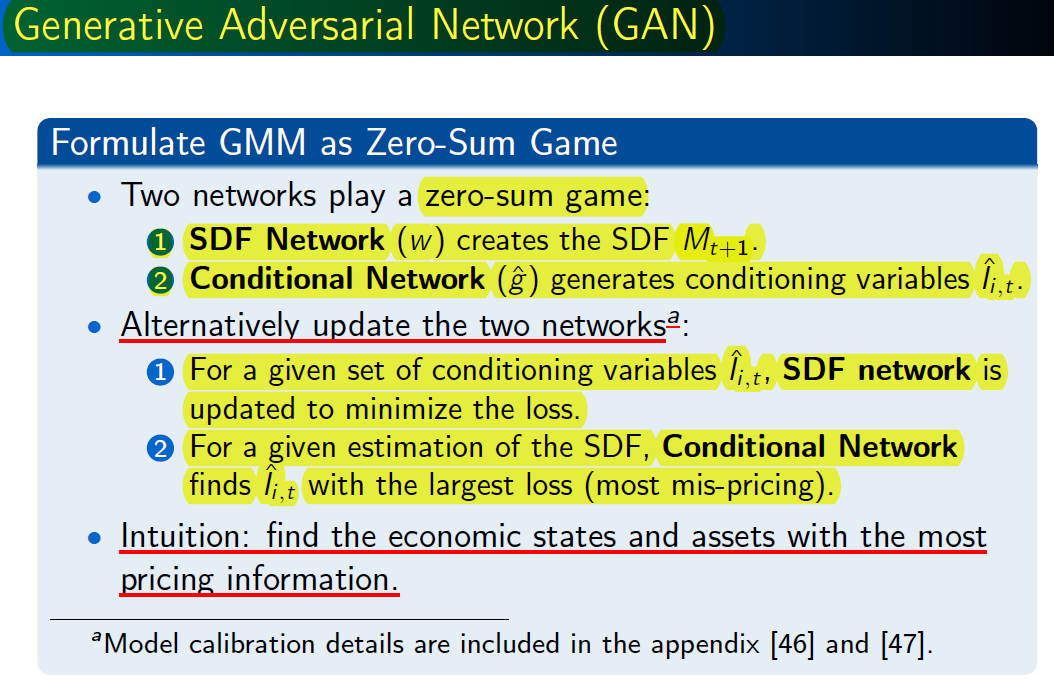 Generative Adversarial Network (GAN)
Formulate GMM as Zero-Sum Game
• Two networks play a zero-sum game:
1 SDF Network (w) creates the SDF M_{t+1}.
2 Conditional Network (ĝ) generates conditioning variables Î_{i,t}.
• Alternatively update the two networks^a:
1 For a given set of conditioning variables Î_{i,t}, SDF network is
updated to minimize the loss.
2 For a given estimation of the SDF, Conditional Network
finds Î_{i,t} with the largest loss (most mis-pricing).
• Intuition: find the economic states and assets with the most
pricing information.
^a Model calibration details are included in the appendix [46] and [47].